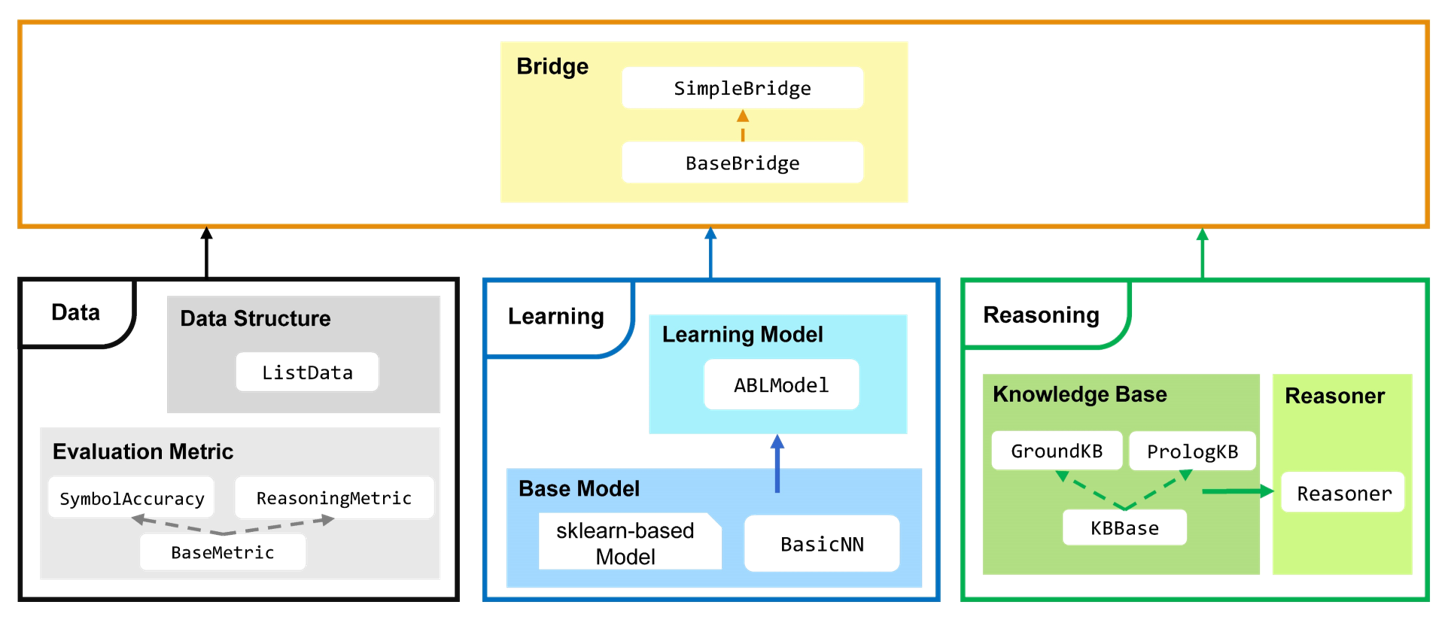 Bridge
SimpleBridge
BaseBridge
Data
Data Structure
ListData
Evaluation Metric
SymbolAccuracy
ReasoningMetric
BaseMetric
Learning
Learning Model
ABLModel
Base Model
sklearn-based
Model
BasicNN
Reasoning
Knowledge Base
GroundKB
PrologKB
KBBase
Reasoner
Reasoner